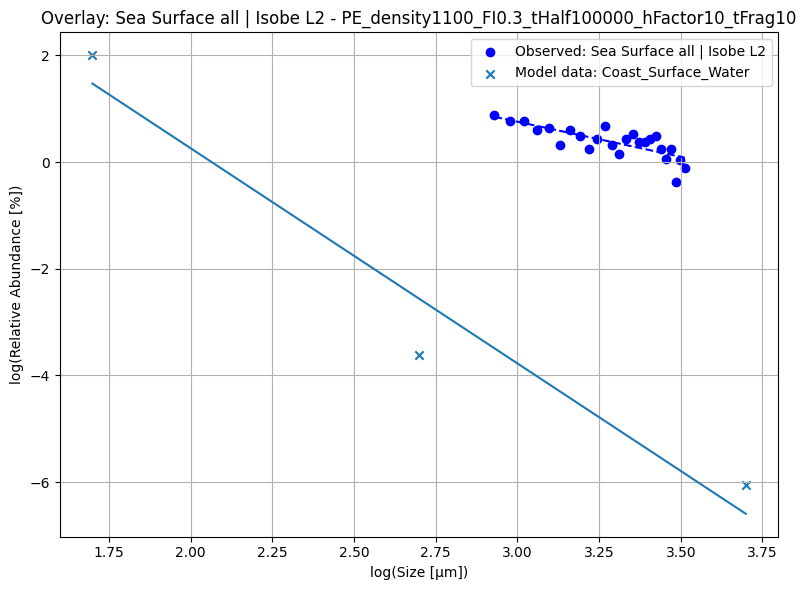 Overlay: Sea Surface all | Isobe L2 - PE_density1100_FI0.3_tHalf100000_hFactor10_tFrag10
Observed: Sea Surface all | Isobe L2
Model data: Coast_Surface_Water
log(Relative Abundance [%])
2
0
−2
−4
−6
1.75 2.00 2.25 2.50 2.75 3.00 3.25 3.50 3.75
log(Size [μm])